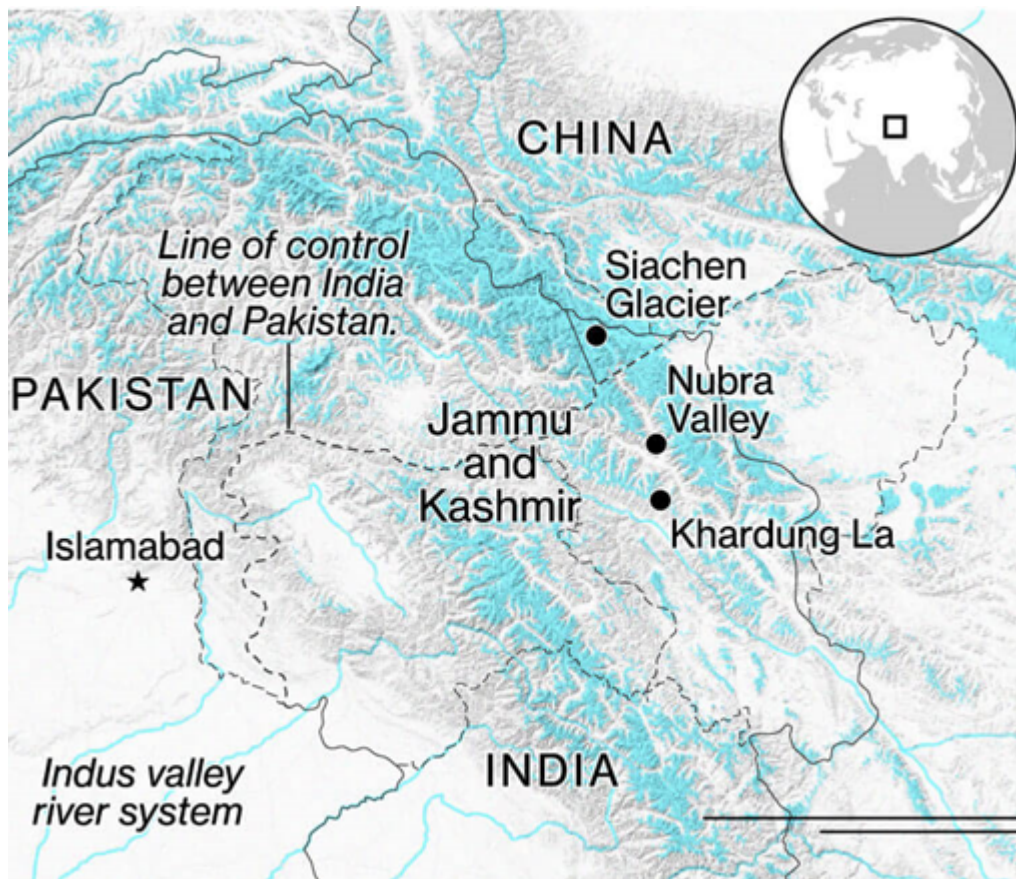 CHINA
Line of control
between India
and Pakistan.
Siachen
Glacier
PAKISTAN
Nubra
Valley
Jammu
and
Kashmir
Khardung La
Islamabad
INDIA
Indus valley
river system